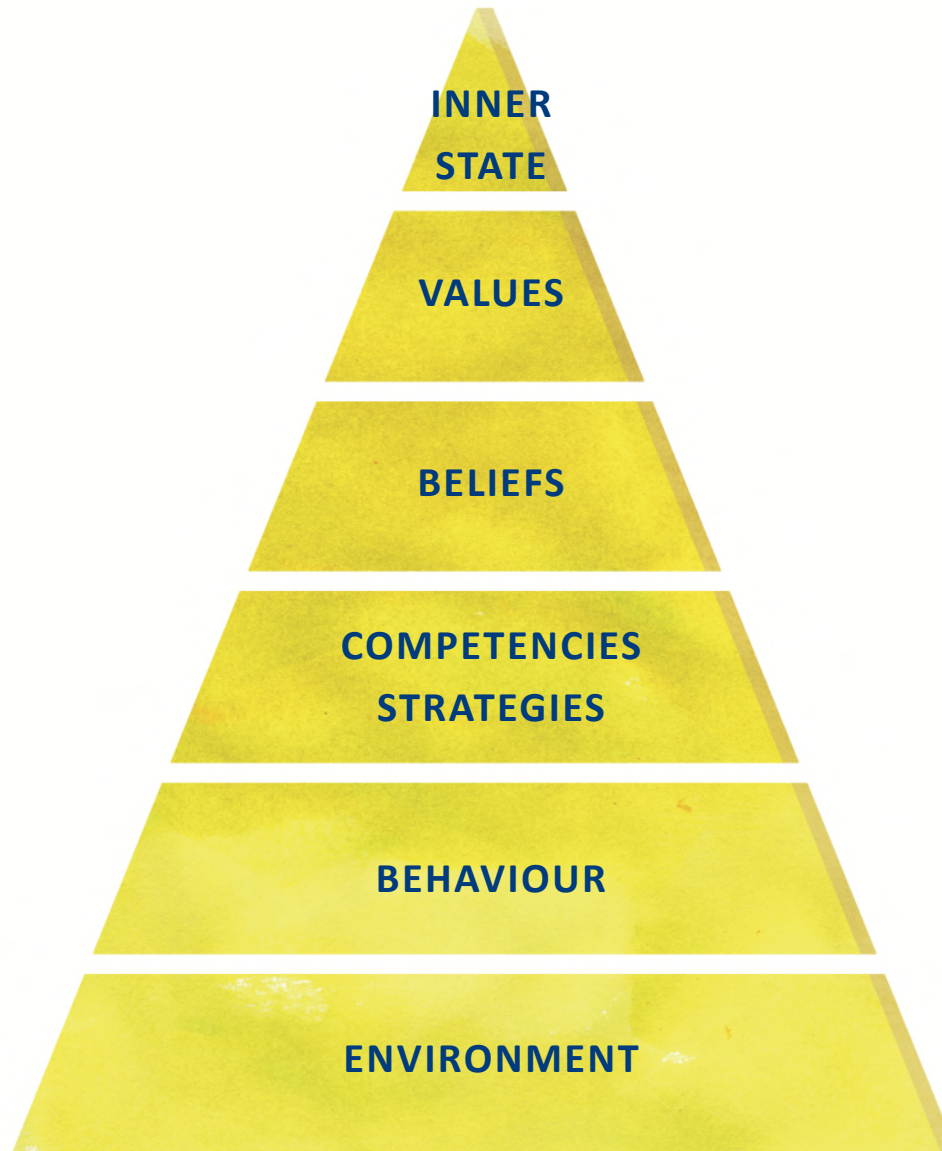 INNER
STATE
VALUES
BELIEFS
COMPETENCIES
STRATEGIES
BEHAVIOUR
ENVIRONMENT